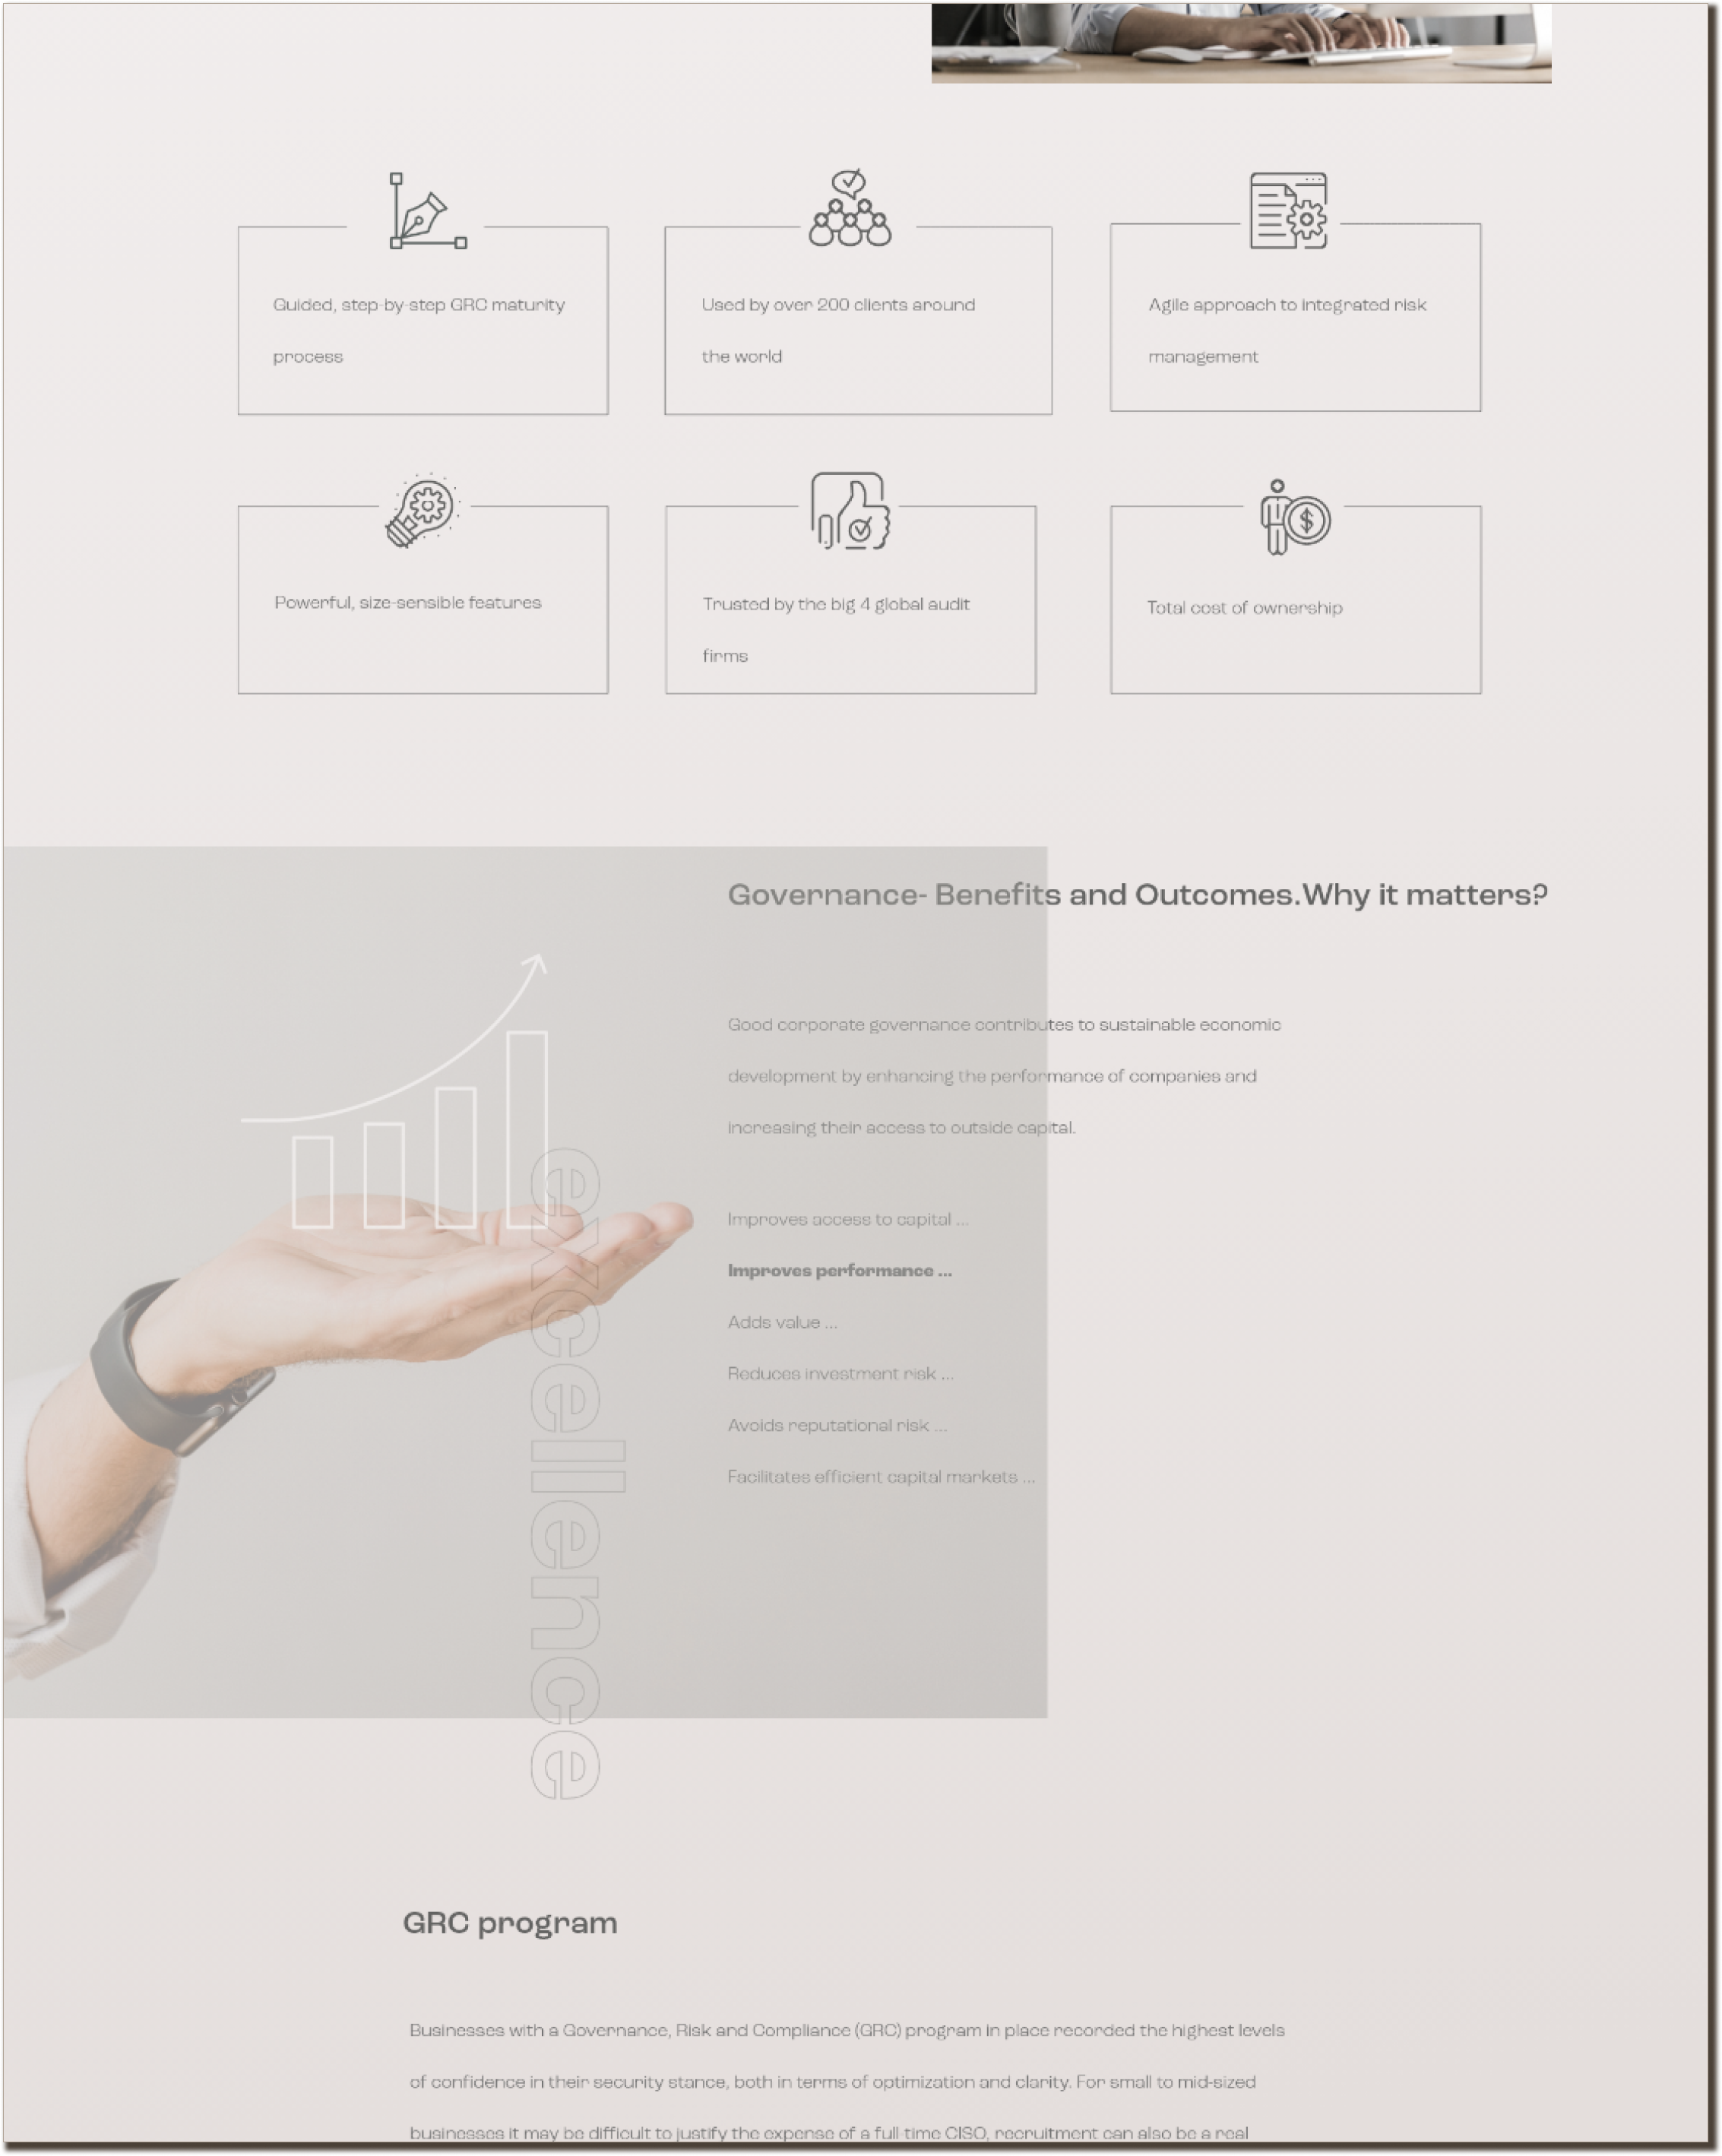 Guided, step-by-step GRC maturity
process
Used by over 200 clients around
the world
Agile approach to integrated risk
management
Powerful, size-sensible features
Trusted by the big 4 global audit
firms
Total cost of ownership
Governance- Benefits and Outcomes.Why it matters?
Good corporate governance contributes to sustainable economic
development by enhancing the performance of companies and
increasing their access to outside capital.
Improves access to capital ...
Improves performance ...
Adds value ...
Reduces investment risk ...
Avoids reputational risk ...
Facilitates efficient capital markets ...
excellence
GRC program
Businesses with a Governance, Risk and Compliance (GRC) program in place recorded the highest levels
of confidence in their security stance, both in terms of optimization and clarity. For small to mid-sized
businesses it may be difficult to justify the expense of a full-time CISO, recruitment can also be a real